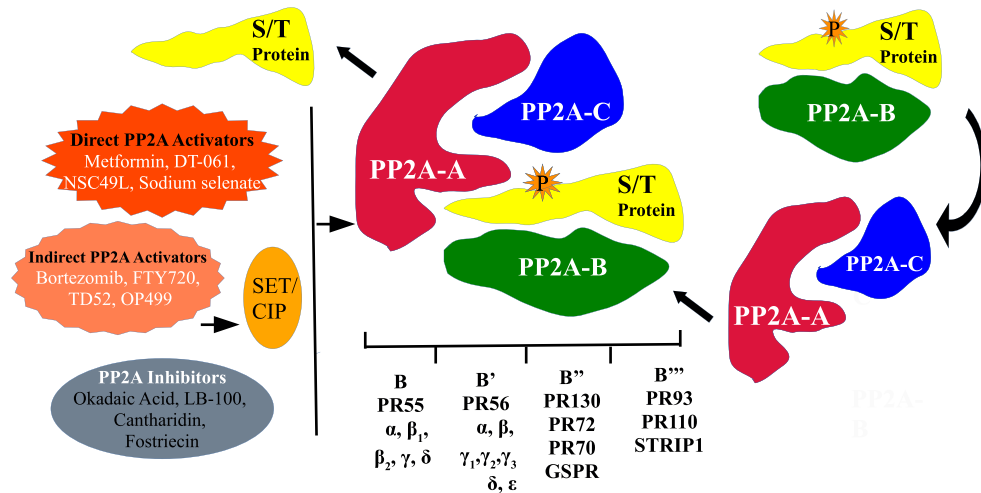 S/T
Protein
Direct PP2A Activators
Metformin, DT-061,
NSC49L, Sodium selenate
Indirect PP2A Activators
Bortezomib, FTY720,
TD52, OP499
SET/
CIP
PP2A Inhibitors
Okadaic Acid, LB-100,
Cantharidin,
Fostriecin
PP2A-C
PP2A-A
P
S/T
Protein
PP2A-B
P
S/T
Protein
PP2A-B
PP2A-C
PP2A-A
PP2A-
B
B
PR55
α, β₁,
β₂, γ, δ
B’
PR56
α, β,
γ₁,γ₂,γ₃
δ, ε
B’’
PR130
PR72
PR70
GSPR
B’’’
PR93
PR110
STRIP1